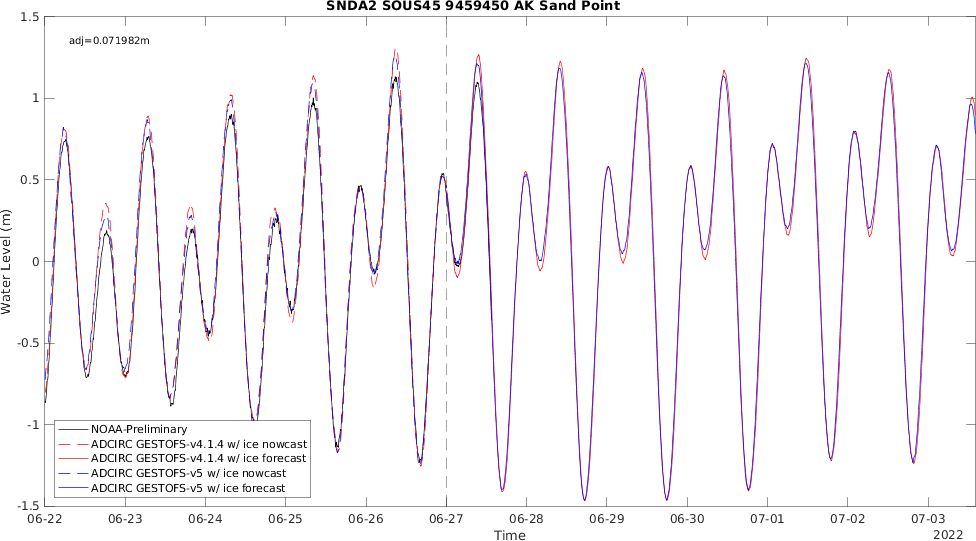 SNDA2 SOUS45 9459450 AK Sand Point
adj=0.071982m
Water Level (m)
1.5
1
0.5
0
-0.5
-1
-1.5
NOAA-Preliminary
ADCIRC GESTOFS-v4.1.4 w/ ice nowcast
ADCIRC GESTOFS-v4.1.4 w/ ice forecast
ADCIRC GESTOFS-v5 w/ ice nowcast
ADCIRC GESTOFS-v5 w/ ice forecast
06-22 06-23 06-24 06-25 06-26 06-27 06-28 06-29 06-30 07-01 07-02 07-03
Time
2022